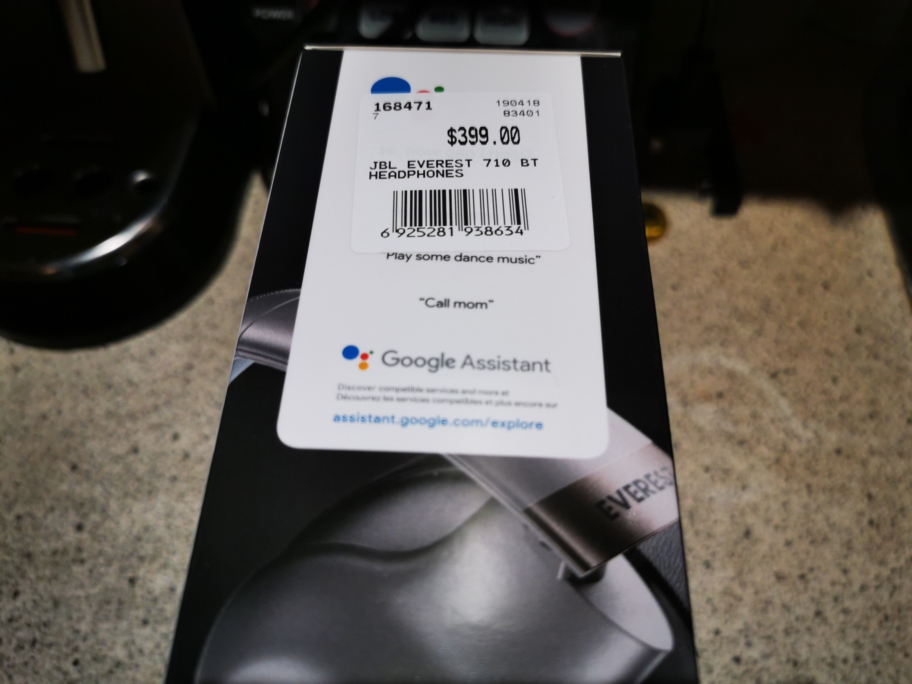 POWER
168471
7
190418
83401
$399.00
JBL EVEREST 710 BT
HEADPHONES
6 925281 938634
"Play some dance music"
"Call mom"
Google Assistant
Discover compatible services and more at
Découvrez les services compatibles et plus encore sur
assistant.google.com/explore
EVEREST